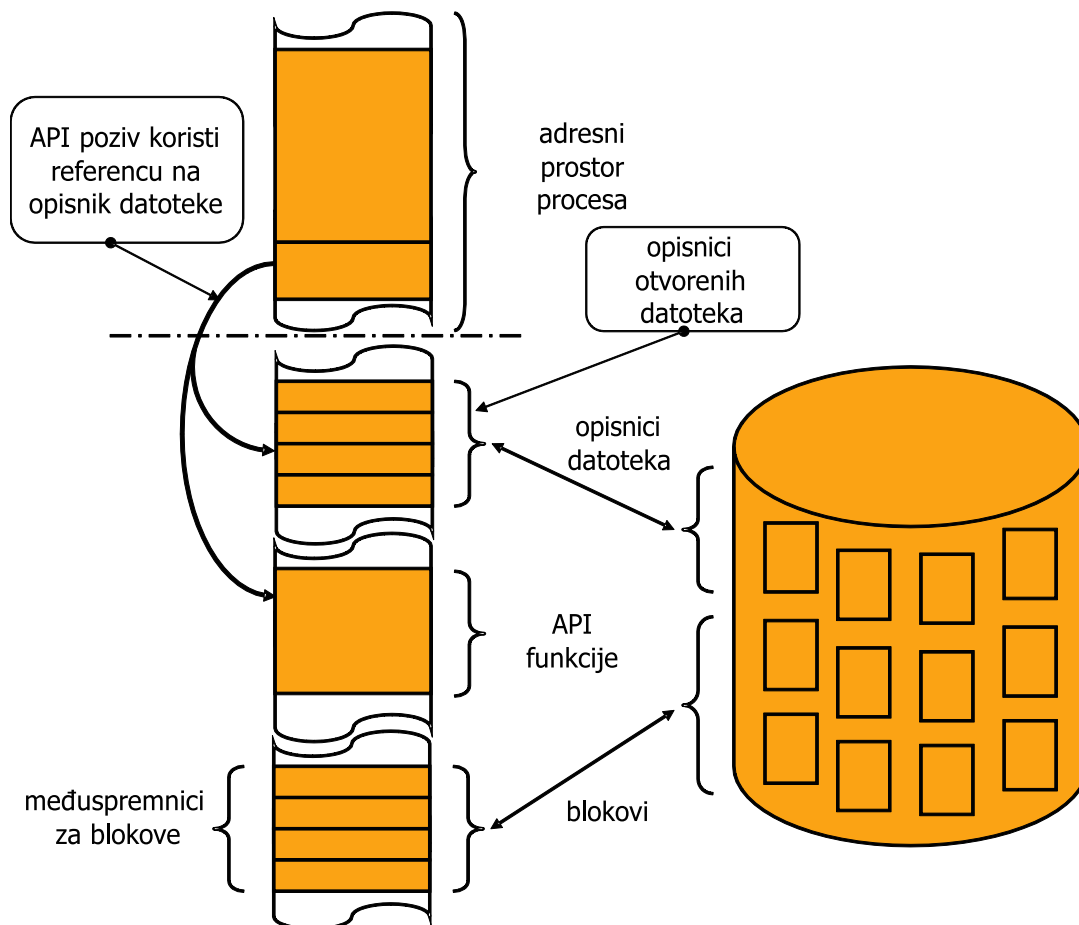 API poziv koristi
referencu na
opisnik datoteke
adresni
prostor
procesa
opisnici
otvorenih
datoteka
opisnici
datoteka
API
funkcije
međuspremnici
za blokove
blokovi